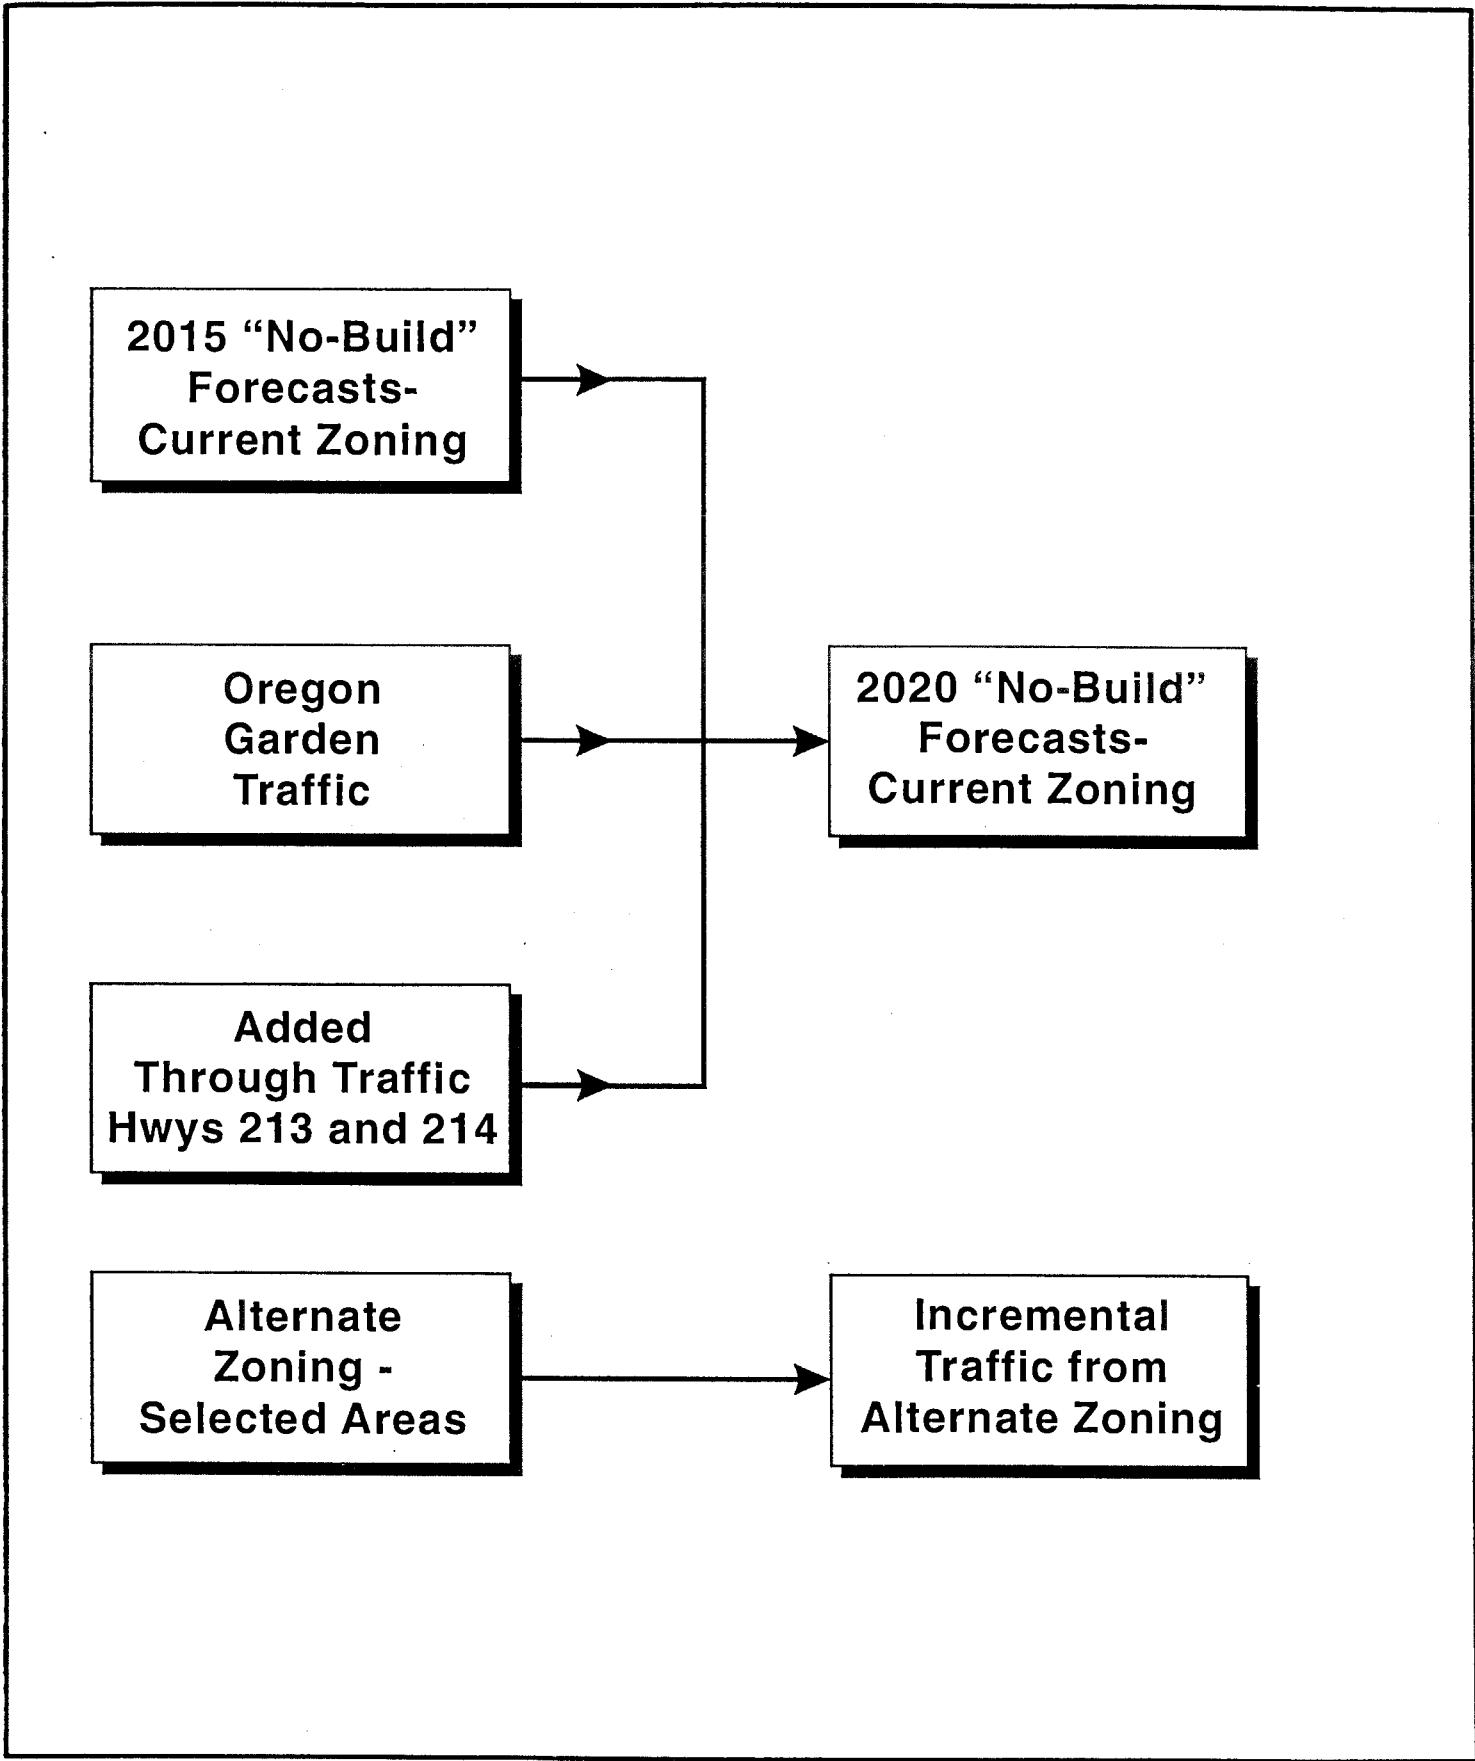 2015 “No-Build”
Forecasts-
Current Zoning
Oregon
Garden
Traffic
2020 “No-Build”
Forecasts-
Current Zoning
Added
Through Traffic
Hwys 213 and 214
Alternate
Zoning -
Selected Areas
Incremental
Traffic from
Alternate Zoning